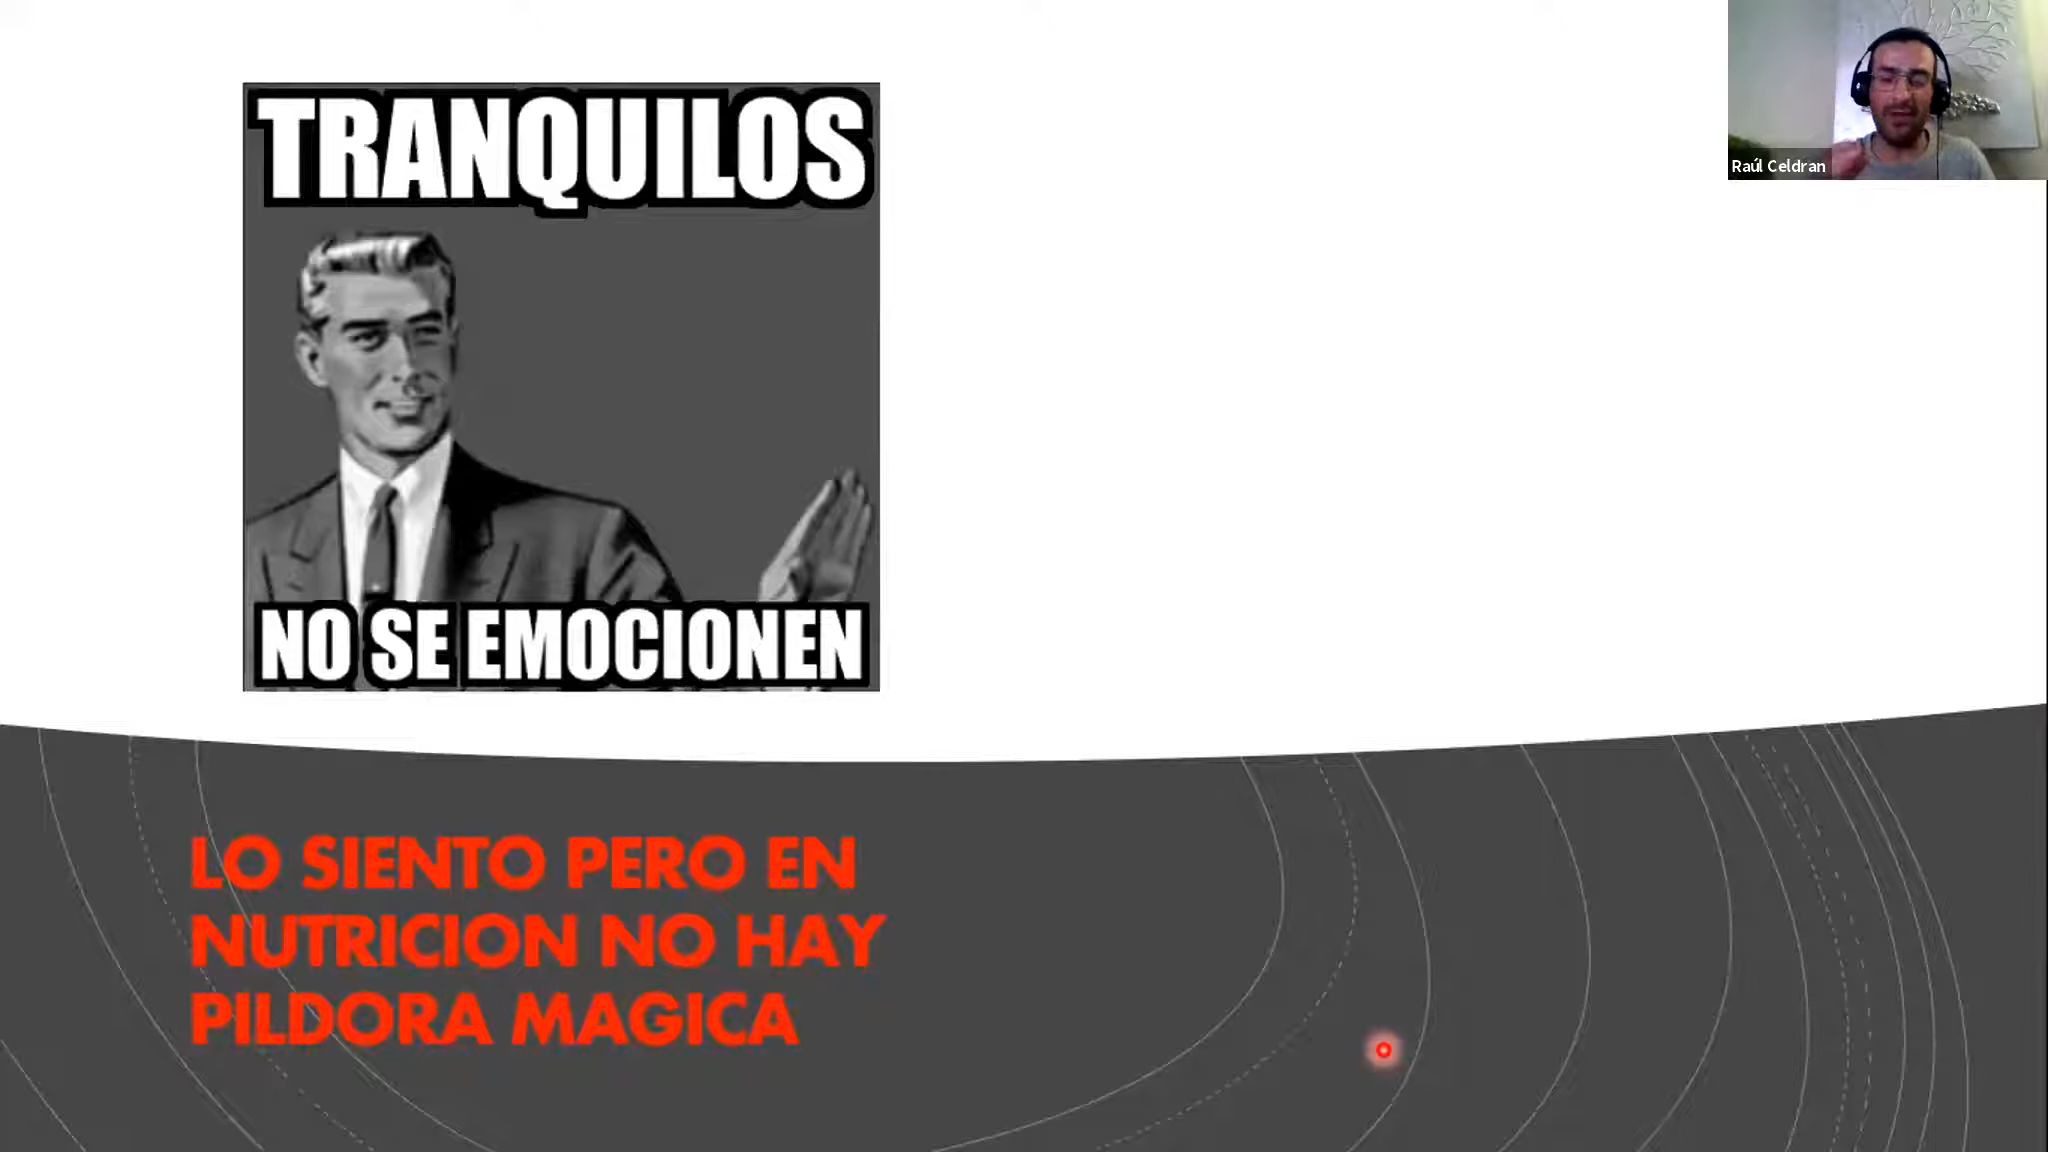 TRANQUILOS
NO SE EMOCIONEN
Raúl Celdran
LO SIENTO PERO EN
NUTRICION NO HAY
PILDORA MAGICA